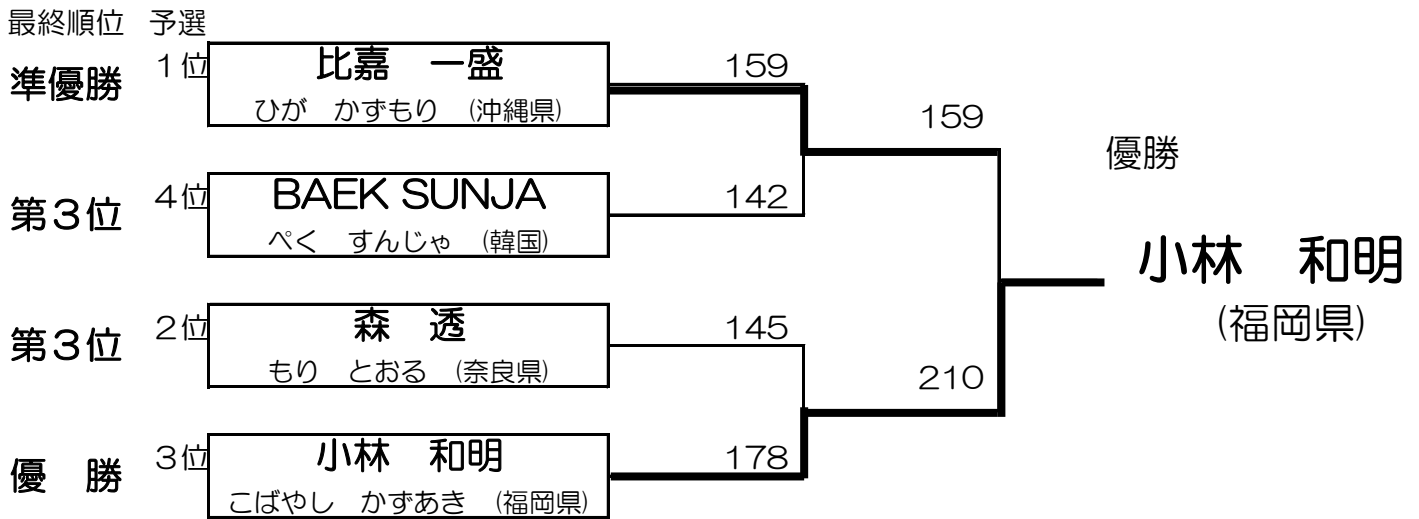 最終順位 予選
準優勝 1位 比嘉 一盛 159
ひが かずもり (沖縄県)
159
優勝
第3位 4位 BAEK SUNJA 142
ぺく すんじゃ (韓国)
小林 和明
(福岡県)
第3位 2位 森 透 145
もり とおる (奈良県)
210
優 勝 3位 小林 和明 178
こばやし かずあき (福岡県)